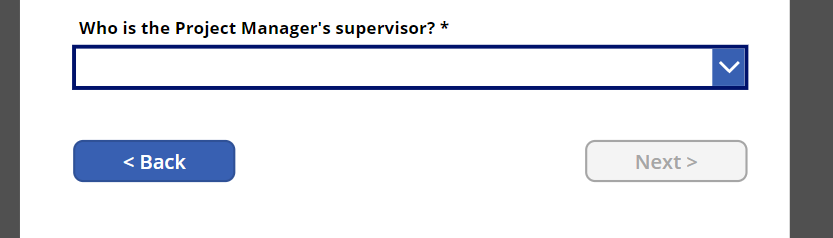 Who is the Project Manager's supervisor? *
< Back
Next >